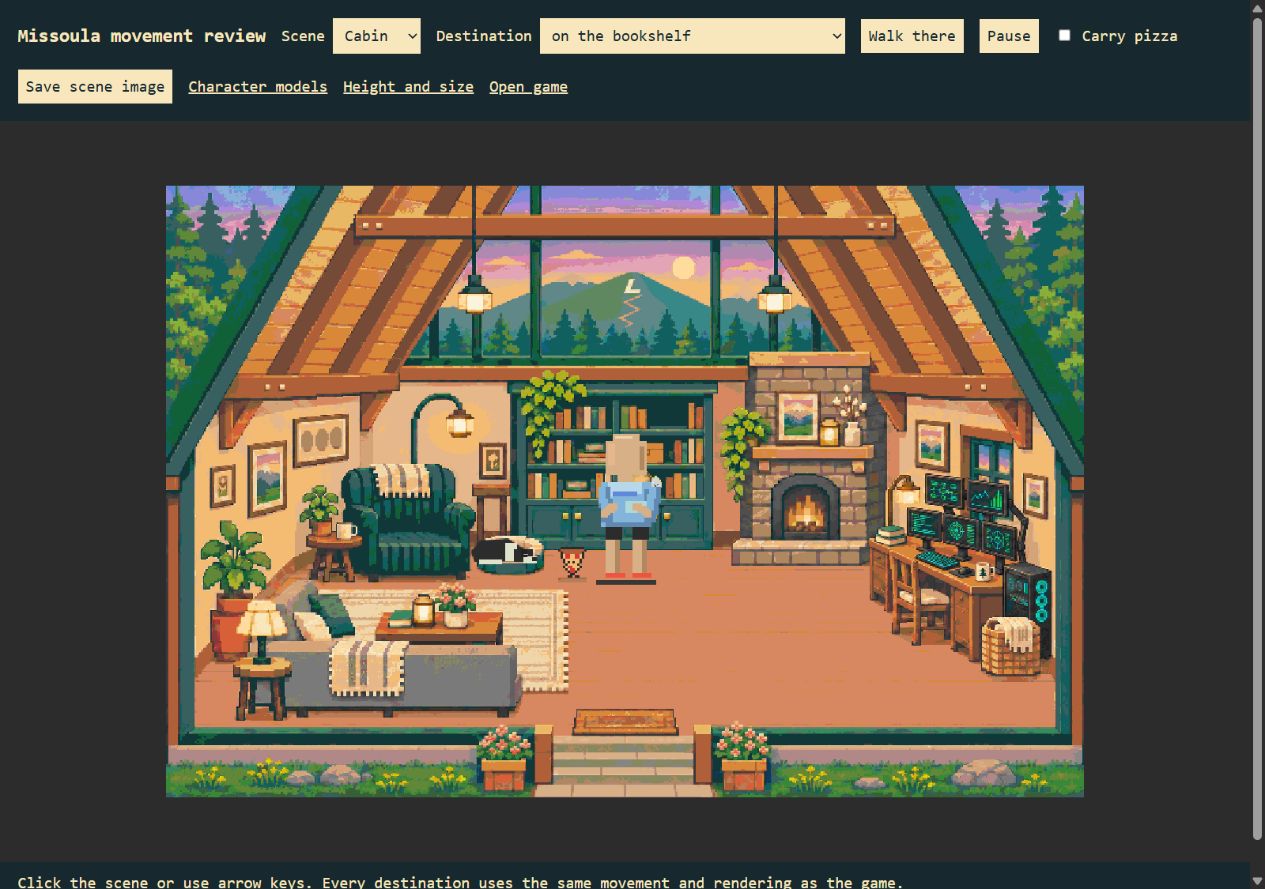 Missoula movement review Scene Cabin Destination on the bookshelf Walk there Pause Carry pizza
Save scene image Character models Height and size Open game
Click the scene or use arrow keys. Every destination uses the same movement and rendering as the game.